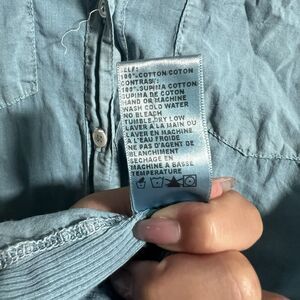 SELF:
100% COTTON/COTON
CONTRAST:
100% SUPIMA COTTON/
SUPIMA DE COTON
HAND OR MACHINE
WASH COLD WATER
NO BLEACH
TUMBLE DRY LOW
LAVER A LA MAIN OU
LAVER EN MACHINE
A L'EAU FROIDE
NE PAS D'AGENT DE
BLANCHIMENT
SECHAGE EN
MACHINE A BASSE
TEMPERATURE